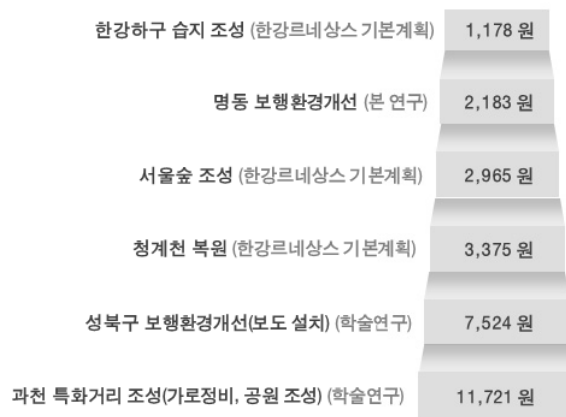 한강하구 습지 조성 (한강르네상스 기본계획) 1,178 원
명동 보행환경개선 (본 연구) 2,183 원
서울숲 조성 (한강르네상스 기본계획) 2,965 원
청계천 복원 (한강르네상스 기본계획) 3,375 원
성북구 보행환경개선(보도 설치) (학술연구) 7,524 원
과천 특화거리 조성(가로정비, 공원 조성) (학술연구) 11,721 원